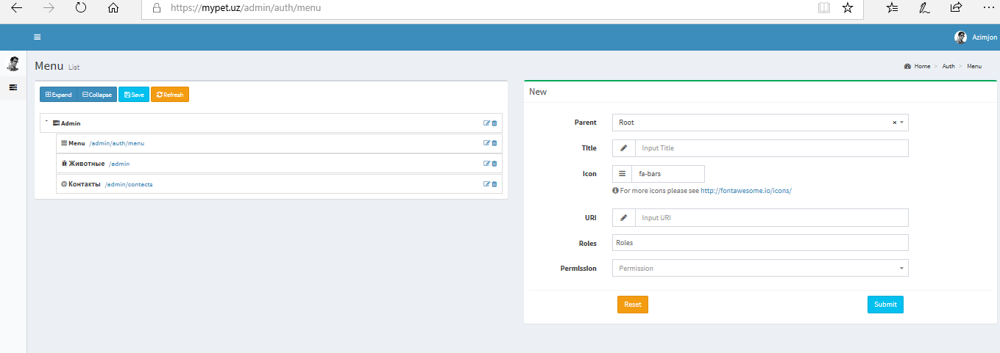 https://mypet.uz/admin/auth/menu
Azimjon
Menu List
Home > Auth > Menu
Expand Collapse Save Refresh
Admin
Menu /admin/auth/menu
Животные /admin
Контакты /admin/contacts
New
Parent Root
Title Input Title
Icon fa-bars
For more icons please see http://fontawesome.io/icons/
URI Input URI
Roles Roles
Permission Permission
Reset Submit